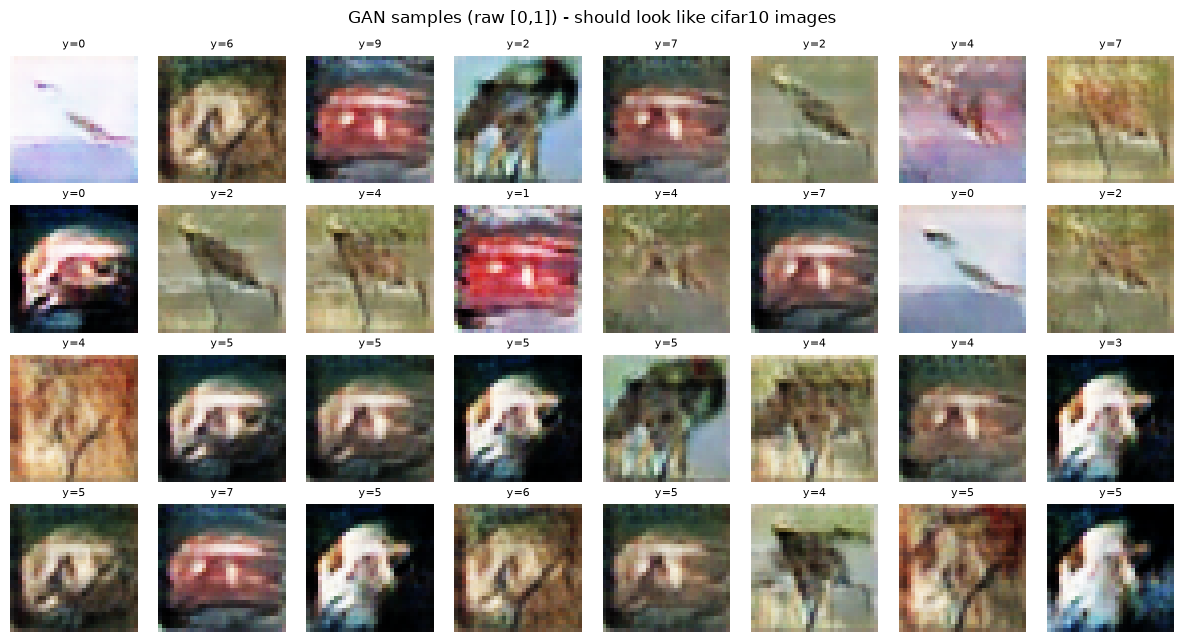 GAN samples (raw [0,1]) - should look like cifar10 images
y=0 y=6 y=9 y=2 y=7 y=2 y=4 y=7
y=0 y=2 y=4 y=1 y=4 y=7 y=0 y=2
y=4 y=5 y=5 y=5 y=5 y=4 y=4 y=3
y=5 y=7 y=5 y=6 y=5 y=4 y=5 y=5